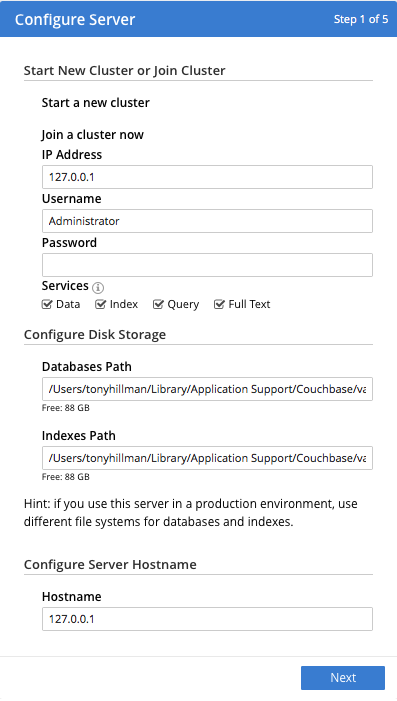 Configure Server
Step 1 of 5
Start New Cluster or Join Cluster
Start a new cluster
Join a cluster now
IP Address
127.0.0.1
Username
Administrator
Password
Services
Data Index Query Full Text
Configure Disk Storage
Databases Path
/Users/tonyhillman/Library/Application Support/Couchbase/va
Free: 88 GB
Indexes Path
/Users/tonyhillman/Library/Application Support/Couchbase/va
Free: 88 GB
Hint: if you use this server in a production environment, use
different file systems for databases and indexes.
Configure Server Hostname
Hostname
127.0.0.1
Next